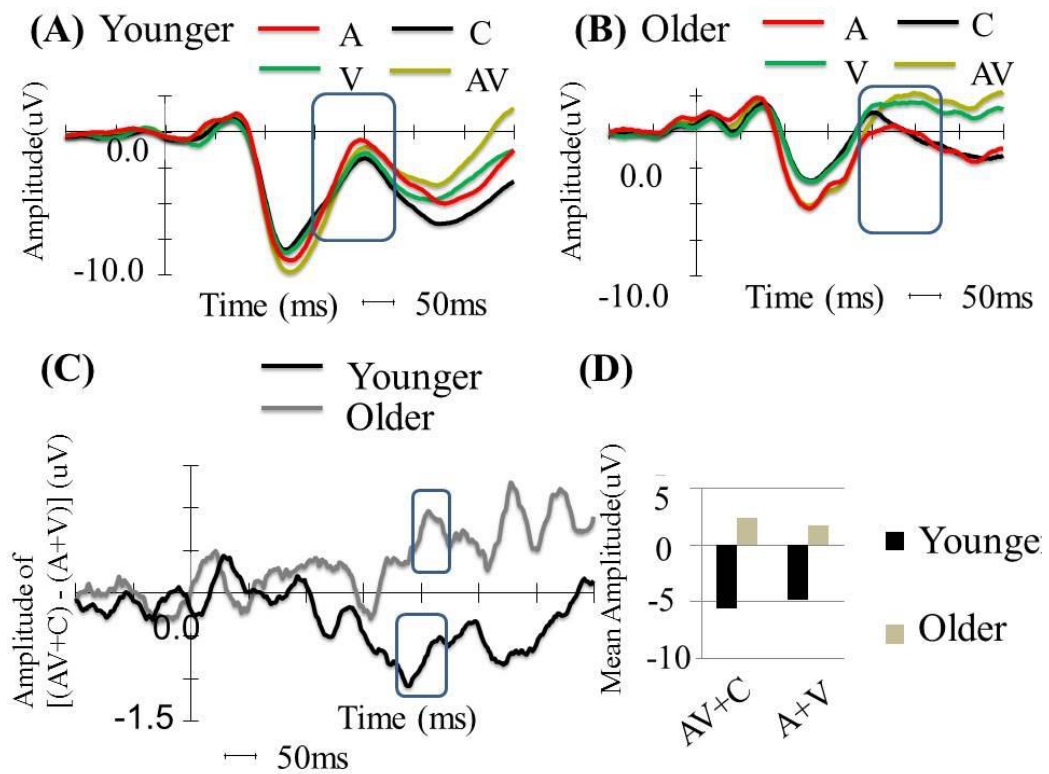 (A) Younger
A
C
V
AV
Amplitude(uV)
0.0
-10.0
Time (ms)
50ms
(B) Older
A
C
V
AV
Amplitude(uV)
0.0
-10.0
Time (ms)
50ms
(C)
Younger
Older
Amplitude of
[(AV+C) - (A+V)] (uV)
0.0
-1.5
Time (ms)
50ms
(D)
Mean Amplitude(uV)
5
0
-5
-10
AV+C
A+V
Younger
Older